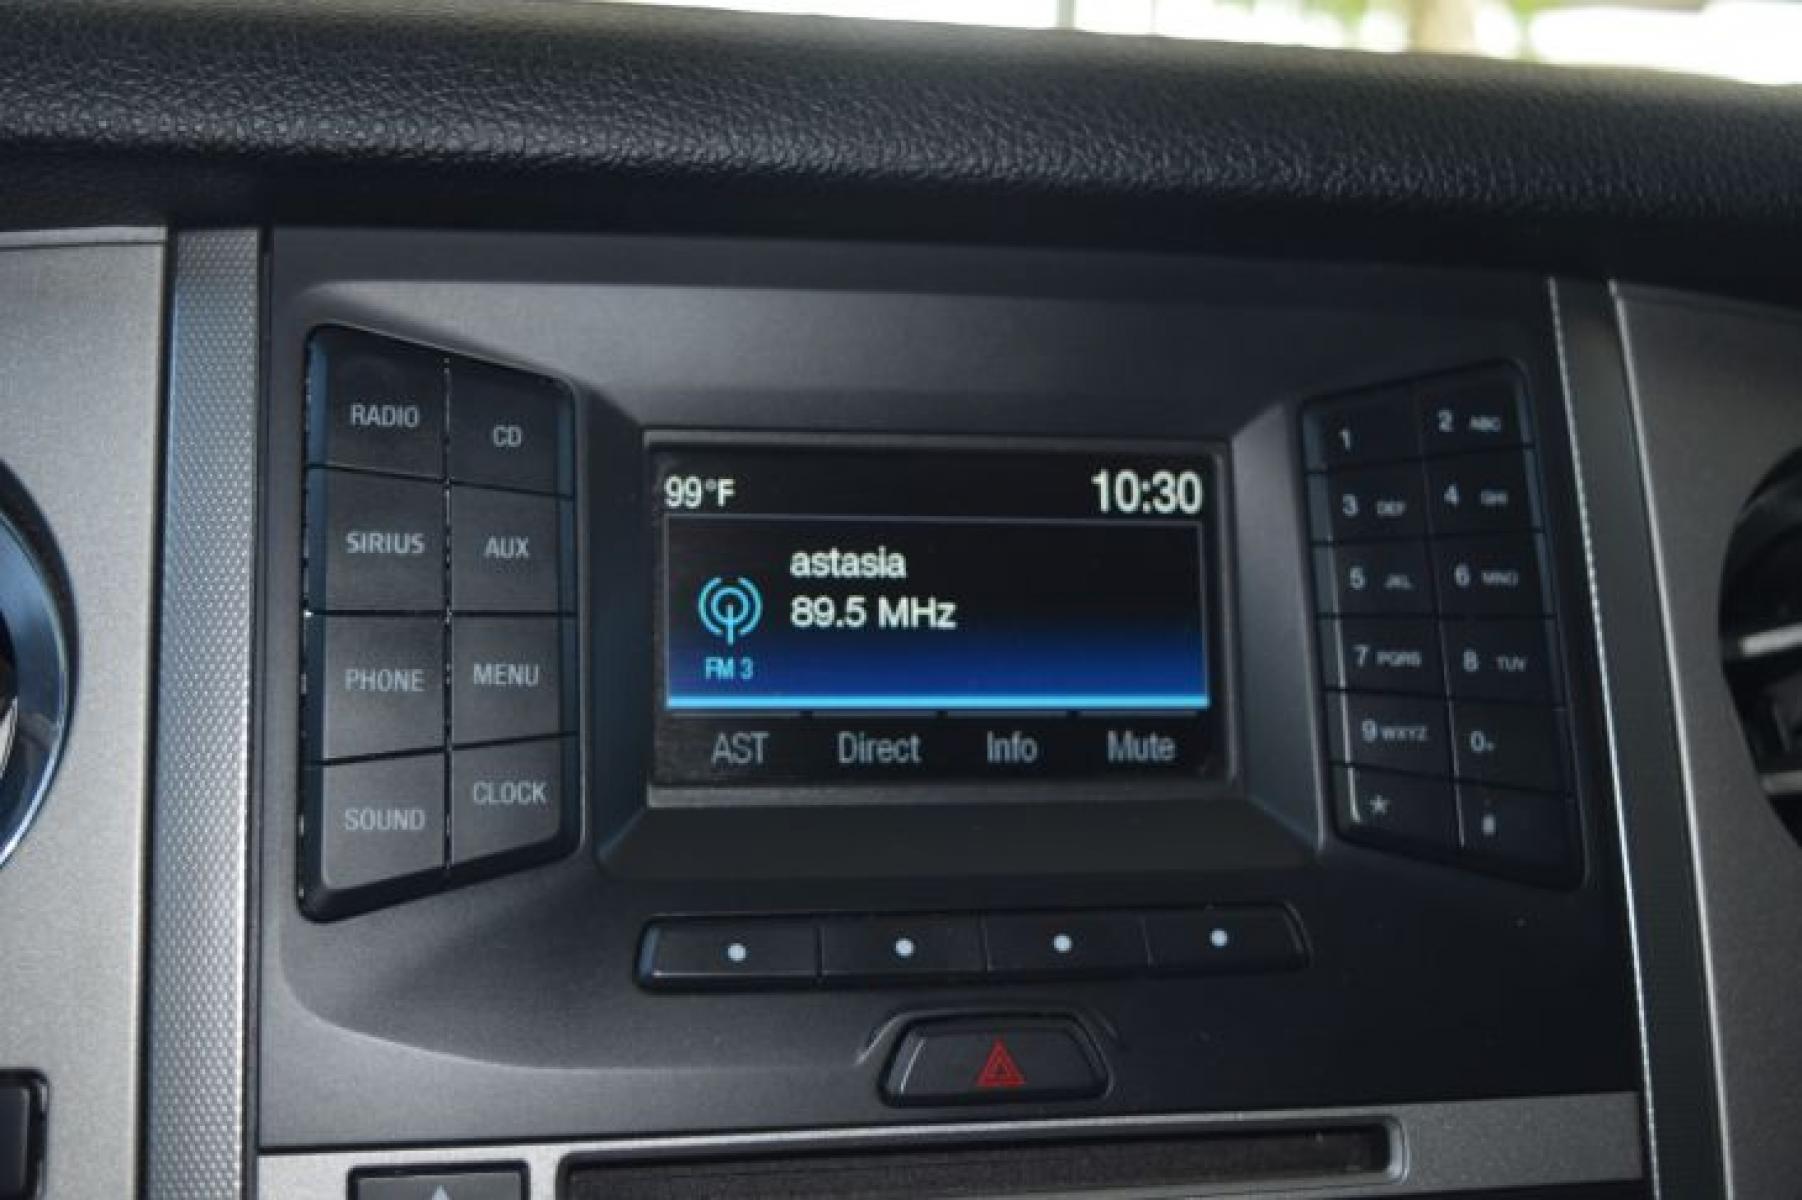 RADIO
CD
SIRIUS
AUX
PHONE
MENU
SOUND
CLOCK
99°F
10:30
astasia
89.5 MHz
FM 3
AST Direct Info Mute
1
2 ABC
3 DEF
4 GHI
5 JKL
6 MNO
7 PQRS
8 TUV
9 WXYZ
0+
*
#